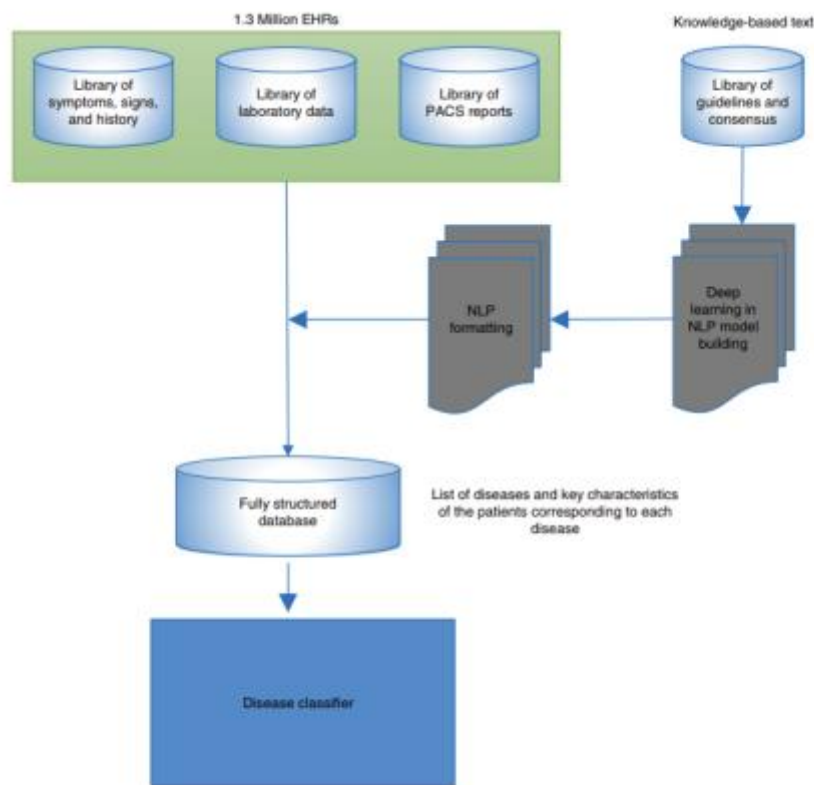 1.3 Million EHRs
Knowledge-based text
Library of
symptoms, signs,
and history
Library of
laboratory data
Library of
PACS reports
Library of
guidelines and
consensus
NLP
formatting
Deep
learning in
NLP model
building
Fully structured
database
List of diseases and key characteristics
of the patients corresponding to each
disease
Disease classifier